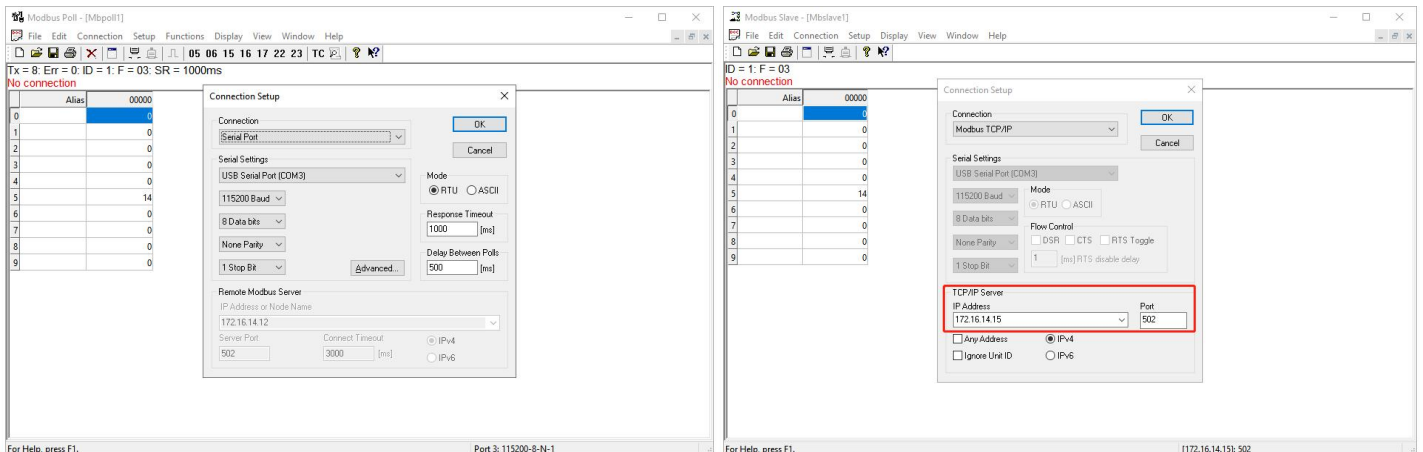 Modbus Poll - [Mbpoll1]
File Edit Connection Setup Functions Display View Window Help
05 06 15 16 17 22 23 TC
Tx = 8: Err = 0: ID = 1: F = 03: SR = 1000ms
No connection
Alias 00000
0 0
1 0
2 0
3 0
4 0
5 14
6 0
7 0
8 0
9 0
Connection Setup
Connection
Serial Port
OK
Cancel
Serial Settings
USB Serial Port (COM3)
115200 Baud
8 Data bits
None Parity
1 Stop Bit
Advanced...
Mode
RTU ASCII
Response Timeout
1000 [ms]
Delay Between Polls
500 [ms]
Remote Modbus Server
IP Address or Node Name
172.16.14.12
Server Port Connect Timeout
502 3000 [ms]
IPv4
IPv6
For Help, press F1. Port 3: 115200-8-N-1
Modbus Slave - [Mbslave1]
File Edit Connection Setup Display View Window Help
ID = 1: F = 03
No connection
Alias 00000
0 0
1 0
2 0
3 0
4 0
5 14
6 0
7 0
8 0
9 0
Connection Setup
Connection
Modbus TCP/IP
OK
Cancel
Serial Settings
USB Serial Port (COM3)
115200 Baud
8 Data bits
None Parity
1 Stop Bit
Mode
RTU ASCII
Flow Control
DSR CTS RTS Toggle
1 [ms] RTS disable delay
TCP/IP Server
IP Address Port
172.16.14.15 502
Any Address IPv4
Ignore Unit ID IPv6
For Help, press F1. [172.16.14.15]: 502